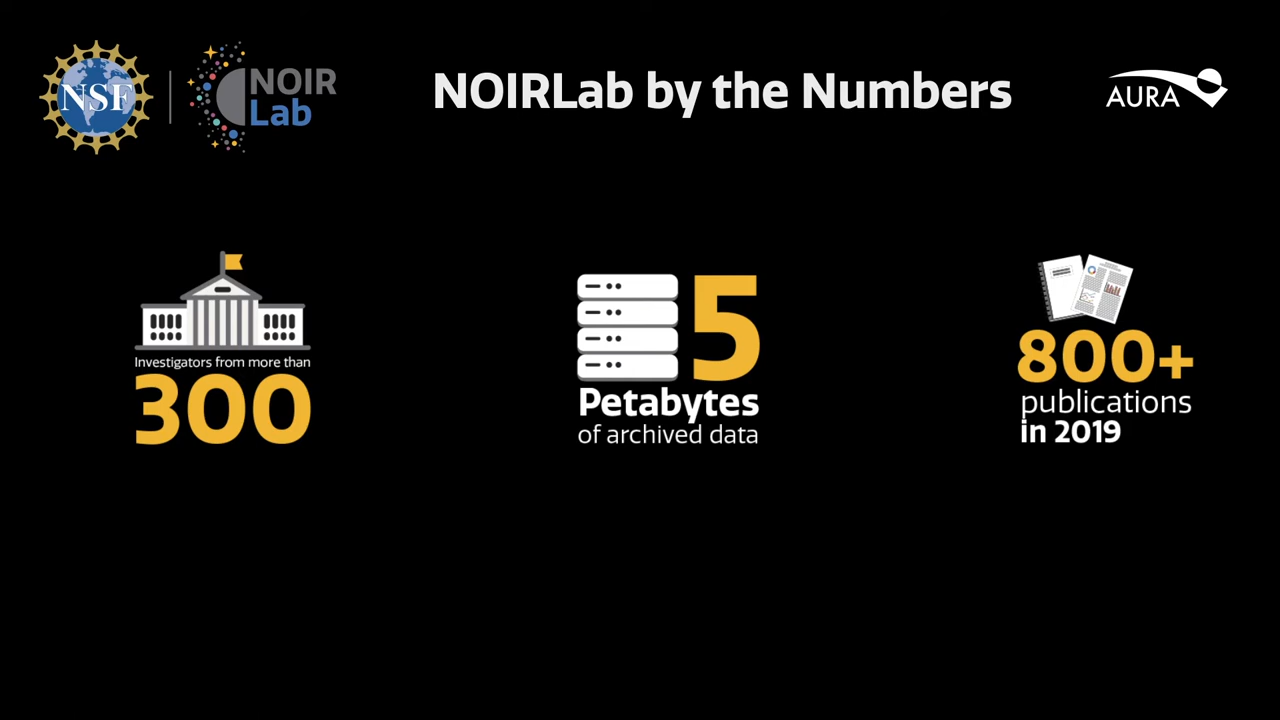 NSF
NOIR
Lab
NOIRLab by the Numbers
AURA
Investigators from more than
300
5
Petabytes
of archived data
800+
publications
in 2019